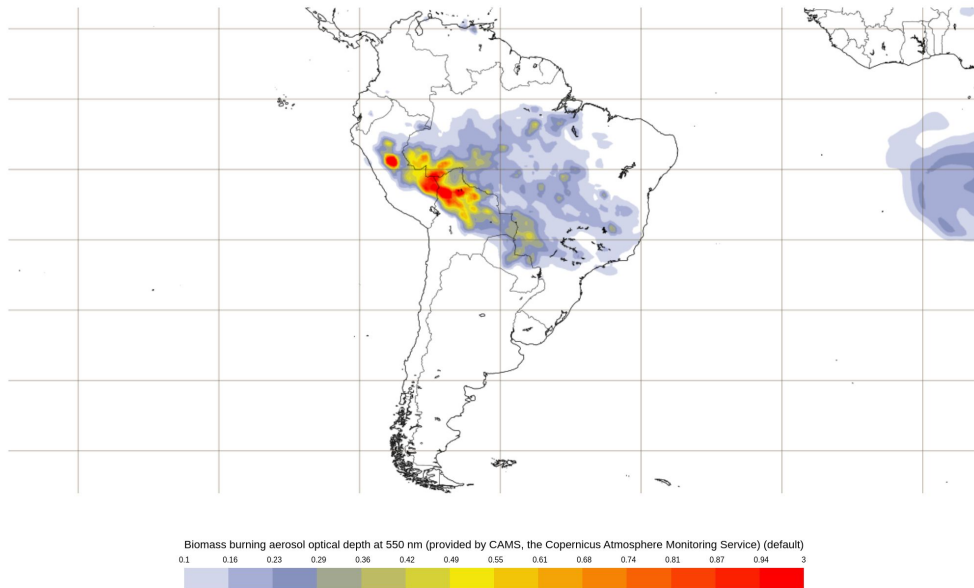 Biomass burning aerosol optical depth at 550 nm (provided by CAMS, the Copernicus Atmosphere Monitoring Service) (default)
0.1 0.16 0.23 0.29 0.36 0.42 0.49 0.55 0.61 0.68 0.74 0.81 0.87 0.94 3